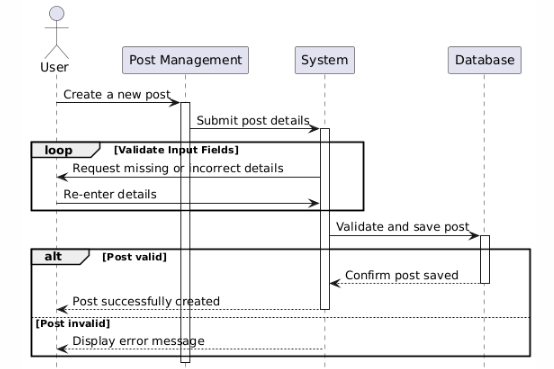 User
Post Management
System
Database
Create a new post
Submit post details
loop
[Validate Input Fields]
Request missing or incorrect details
Re-enter details
Validate and save post
alt
[Post valid]
Confirm post saved
Post successfully created
[Post invalid]
Display error message